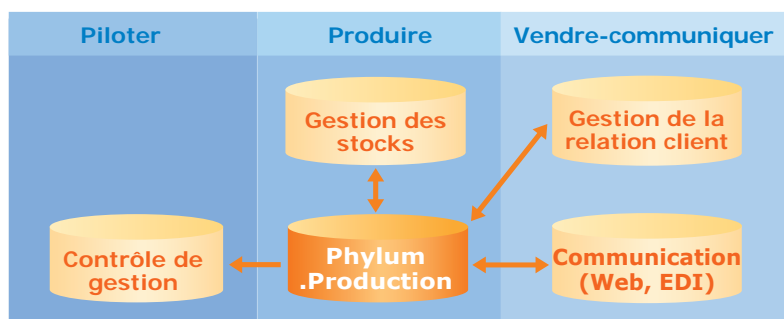 Piloter
Produire
Vendre-communiquer
Gestion des
stocks
Gestion de la
relation client
Contrôle de
gestion
Phylum
.Production
Communication
(Web, EDI)